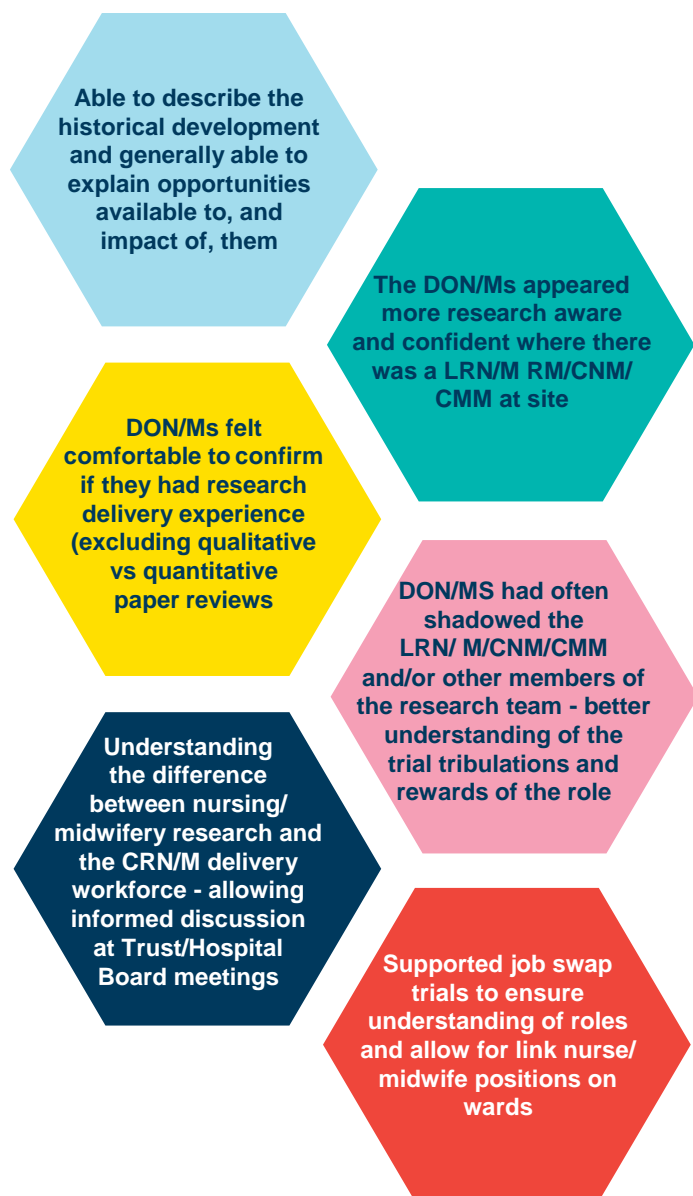 Able to describe the
historical development
and generally able to
explain opportunities
available to, and
impact of, them
The DON/Ms appeared
more research aware
and confident where there
was a LRN/M RM/CNM/
CMM at site
DON/Ms felt
comfortable to confirm
if they had research
delivery experience
(excluding qualitative
vs quantitative
paper reviews
DON/MS had often
shadowed the
LRN/ M/CNM/CMM
and/or other members of
the research team - better
understanding of the
trial tribulations and
rewards of the role
Understanding
the difference
between nursing/
midwifery research and
the CRN/M delivery
workforce - allowing
informed discussion
at Trust/Hospital
Board meetings
Supported job swap
trials to ensure
understanding of roles
and allow for link nurse/
midwife positions on
wards